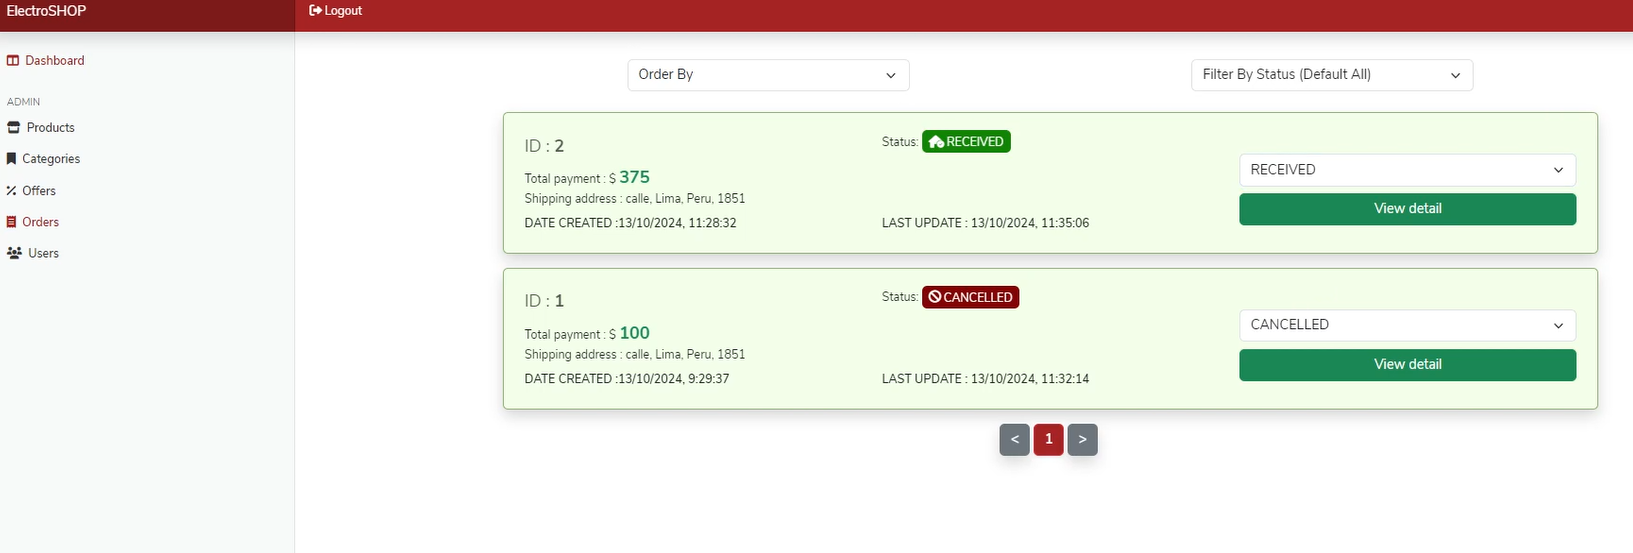 ElectroSHOP
Logout
Dashboard
ADMIN
Products
Categories
Offers
Orders
Users
Order By
Filter By Status (Default All)
ID : 2
Status: RECEIVED
RECEIVED
Total payment : $ 375
Shipping address : calle, Lima, Peru, 1851
View detail
DATE CREATED :13/10/2024, 11:28:32
LAST UPDATE : 13/10/2024, 11:35:06
ID : 1
Status: CANCELLED
CANCELLED
Total payment : $ 100
Shipping address : calle, Lima, Peru, 1851
View detail
DATE CREATED :13/10/2024, 9:29:37
LAST UPDATE : 13/10/2024, 11:32:14
< 1 >